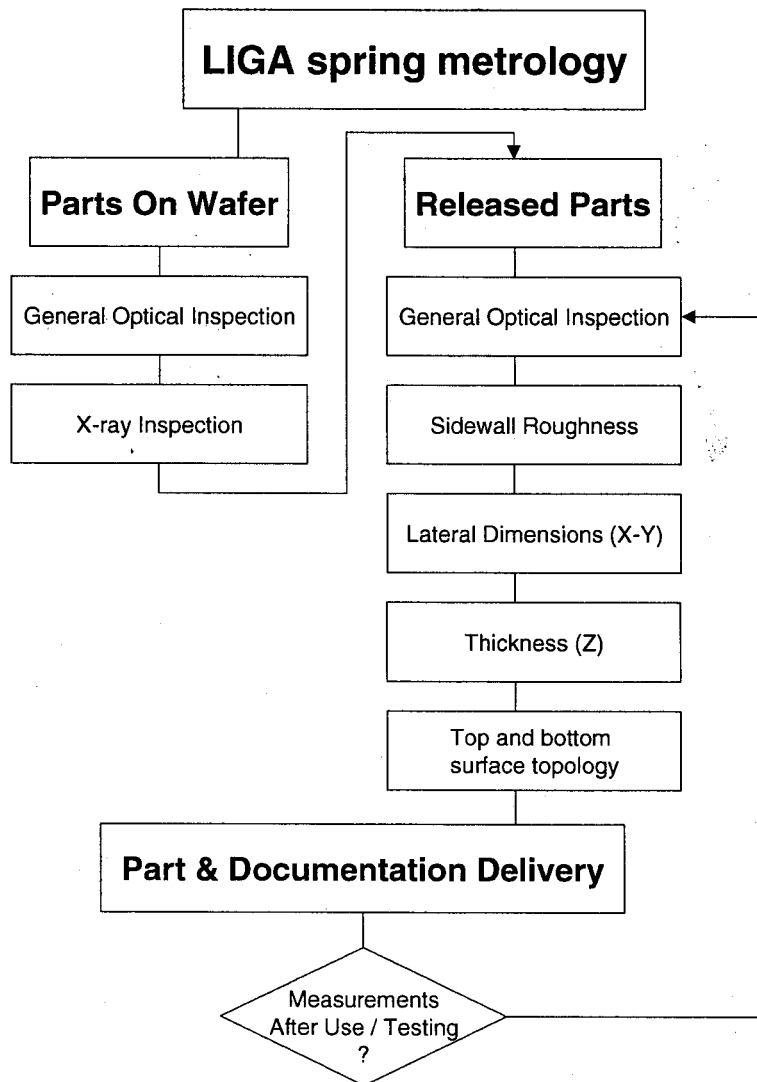 LIGA spring metrology
Parts On Wafer
General Optical Inspection
X-ray Inspection
Released Parts
General Optical Inspection
Sidewall Roughness
Lateral Dimensions (X-Y)
Thickness (Z)
Top and bottom
surface topology
Part & Documentation Delivery
Measurements
After Use / Testing
?